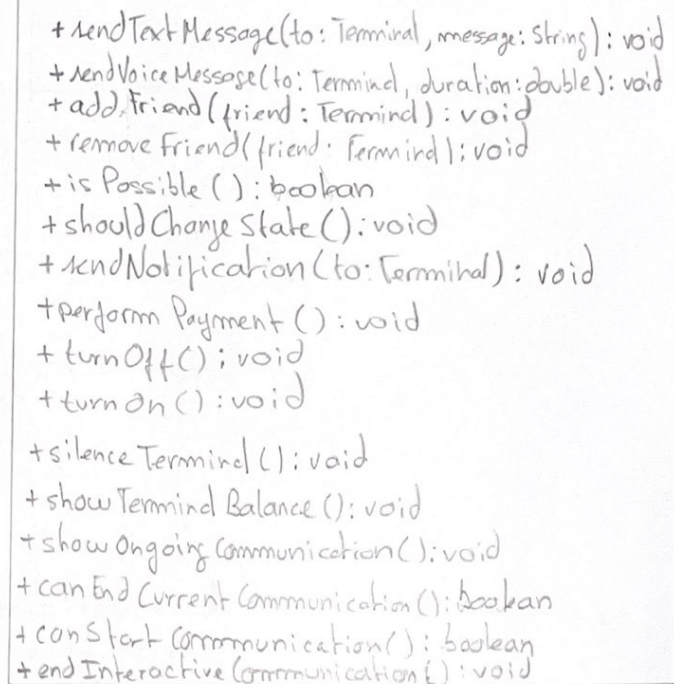 + sendTextMessage(to: Terminal, message: String): void
+ sendVoiceMessage(to: Terminal, duration: double): void
+ addFriend(friend: Terminal): void
+ removeFriend(friend: Terminal): void
+ isPossible(): boolean
+ shouldChangeState(): void
+ sendNotification(to: Terminal): void
+ performPayment(): void
+ turnOff(): void
+ turnOn(): void
+ silenceTerminal(): void
+ showTerminalBalance(): void
+ showOngoingCommunication(): void
+ canEndCurrentCommunication(): boolean
+ canStartCommunication(): boolean
+ endInteractiveCommunication(): void